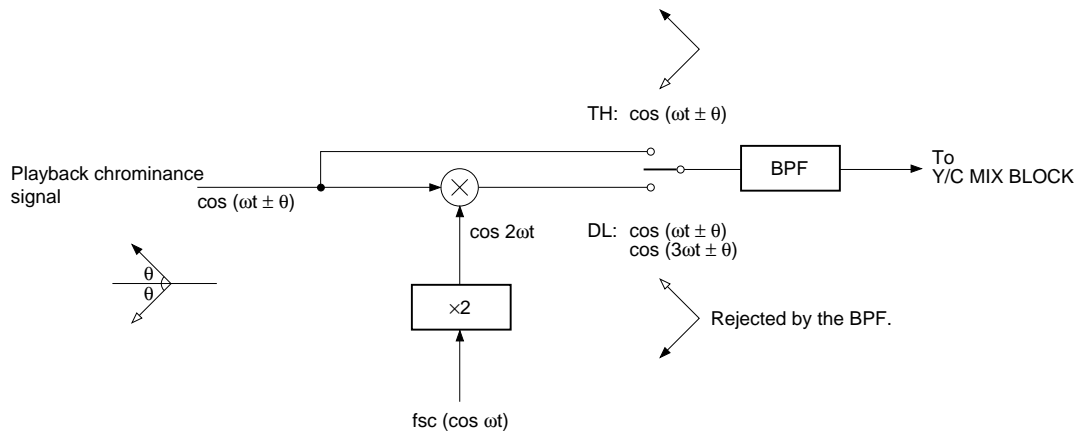 TH: cos (ωt ± θ)
Playback chrominance
signal
cos (ωt ± θ)
×
BPF
To
Y/C MIX BLOCK
cos 2ωt
DL: cos (ωt ± θ)
cos (3ωt ± θ)
θ
θ
×2
Rejected by the BPF.
fsc (cos ωt)